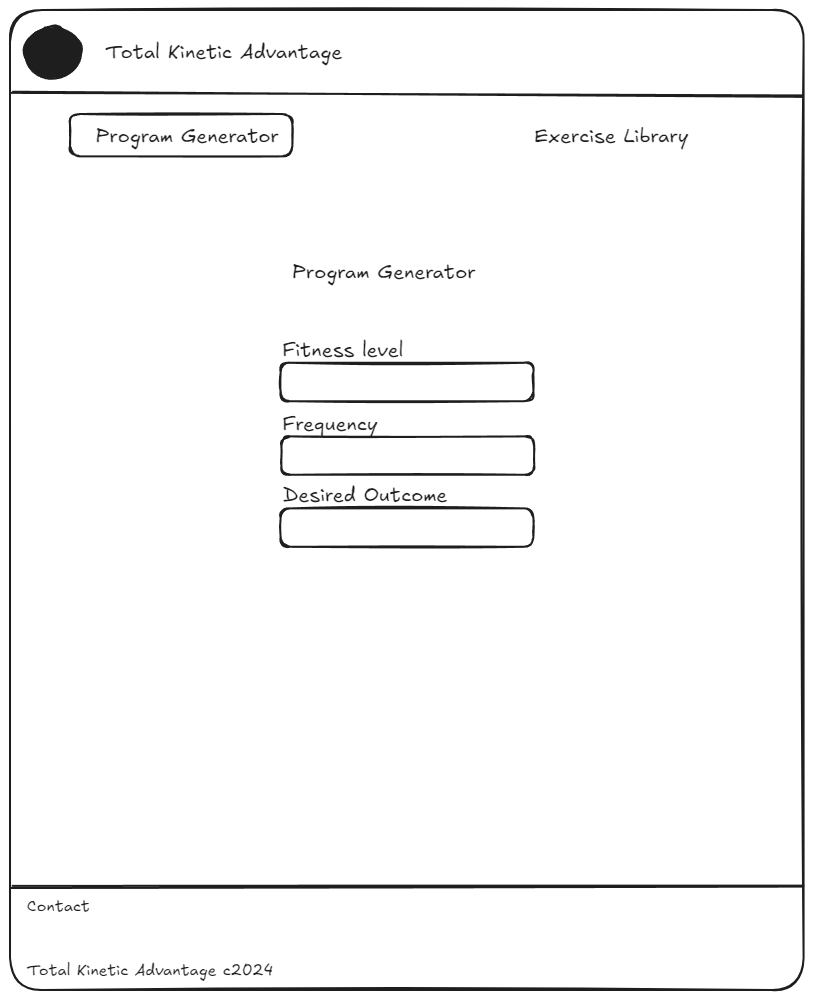 Total Kinetic Advantage
Program Generator
Exercise Library
Program Generator
Fitness level
Frequency
Desired Outcome
Contact
Total Kinetic Advantage c2024